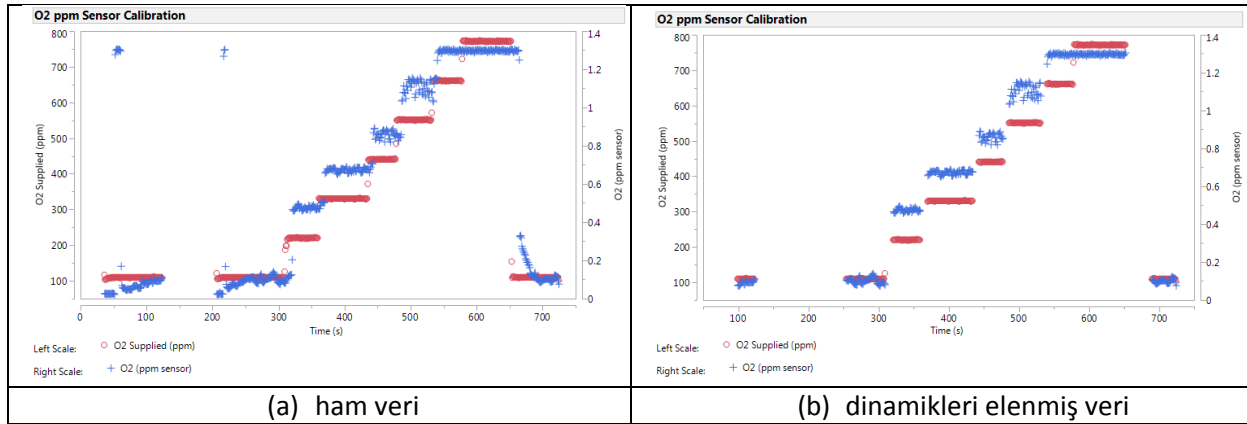 O2 ppm Sensor Calibration
800
700
600
500
400
300
200
100
O2 Supplied (ppm)
1.4
1.2
1
0.8
0.6
0.4
0.2
0
O2 (ppm sensor)
0 100 200 300 400 500 600 700
Time (s)
Left Scale: O2 Supplied (ppm)
Right Scale: O2 (ppm sensor)
(a) ham veri
O2 ppm Sensor Calibration
800
700
600
500
400
300
200
100
O2 Supplied (ppm)
1.4
1.2
1
0.8
0.6
0.4
0.2
0
O2 (ppm sensor)
100 200 300 400 500 600 700
Time (s)
Left Scale: O2 Supplied (ppm)
Right Scale: O2 (ppm sensor)
(b) dinamikleri elenmiş veri